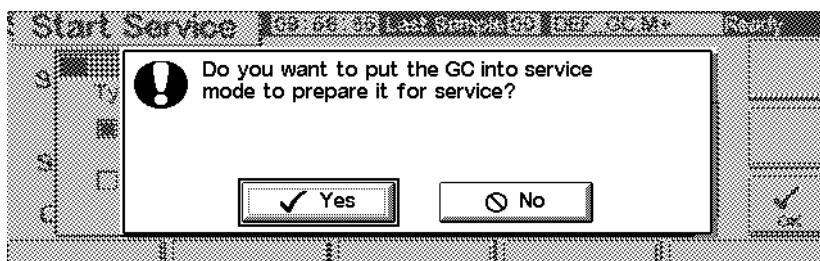 Start Service
DEF_GC.M+ Ready
Do you want to put the GC into service
mode to prepare it for service?
Yes No